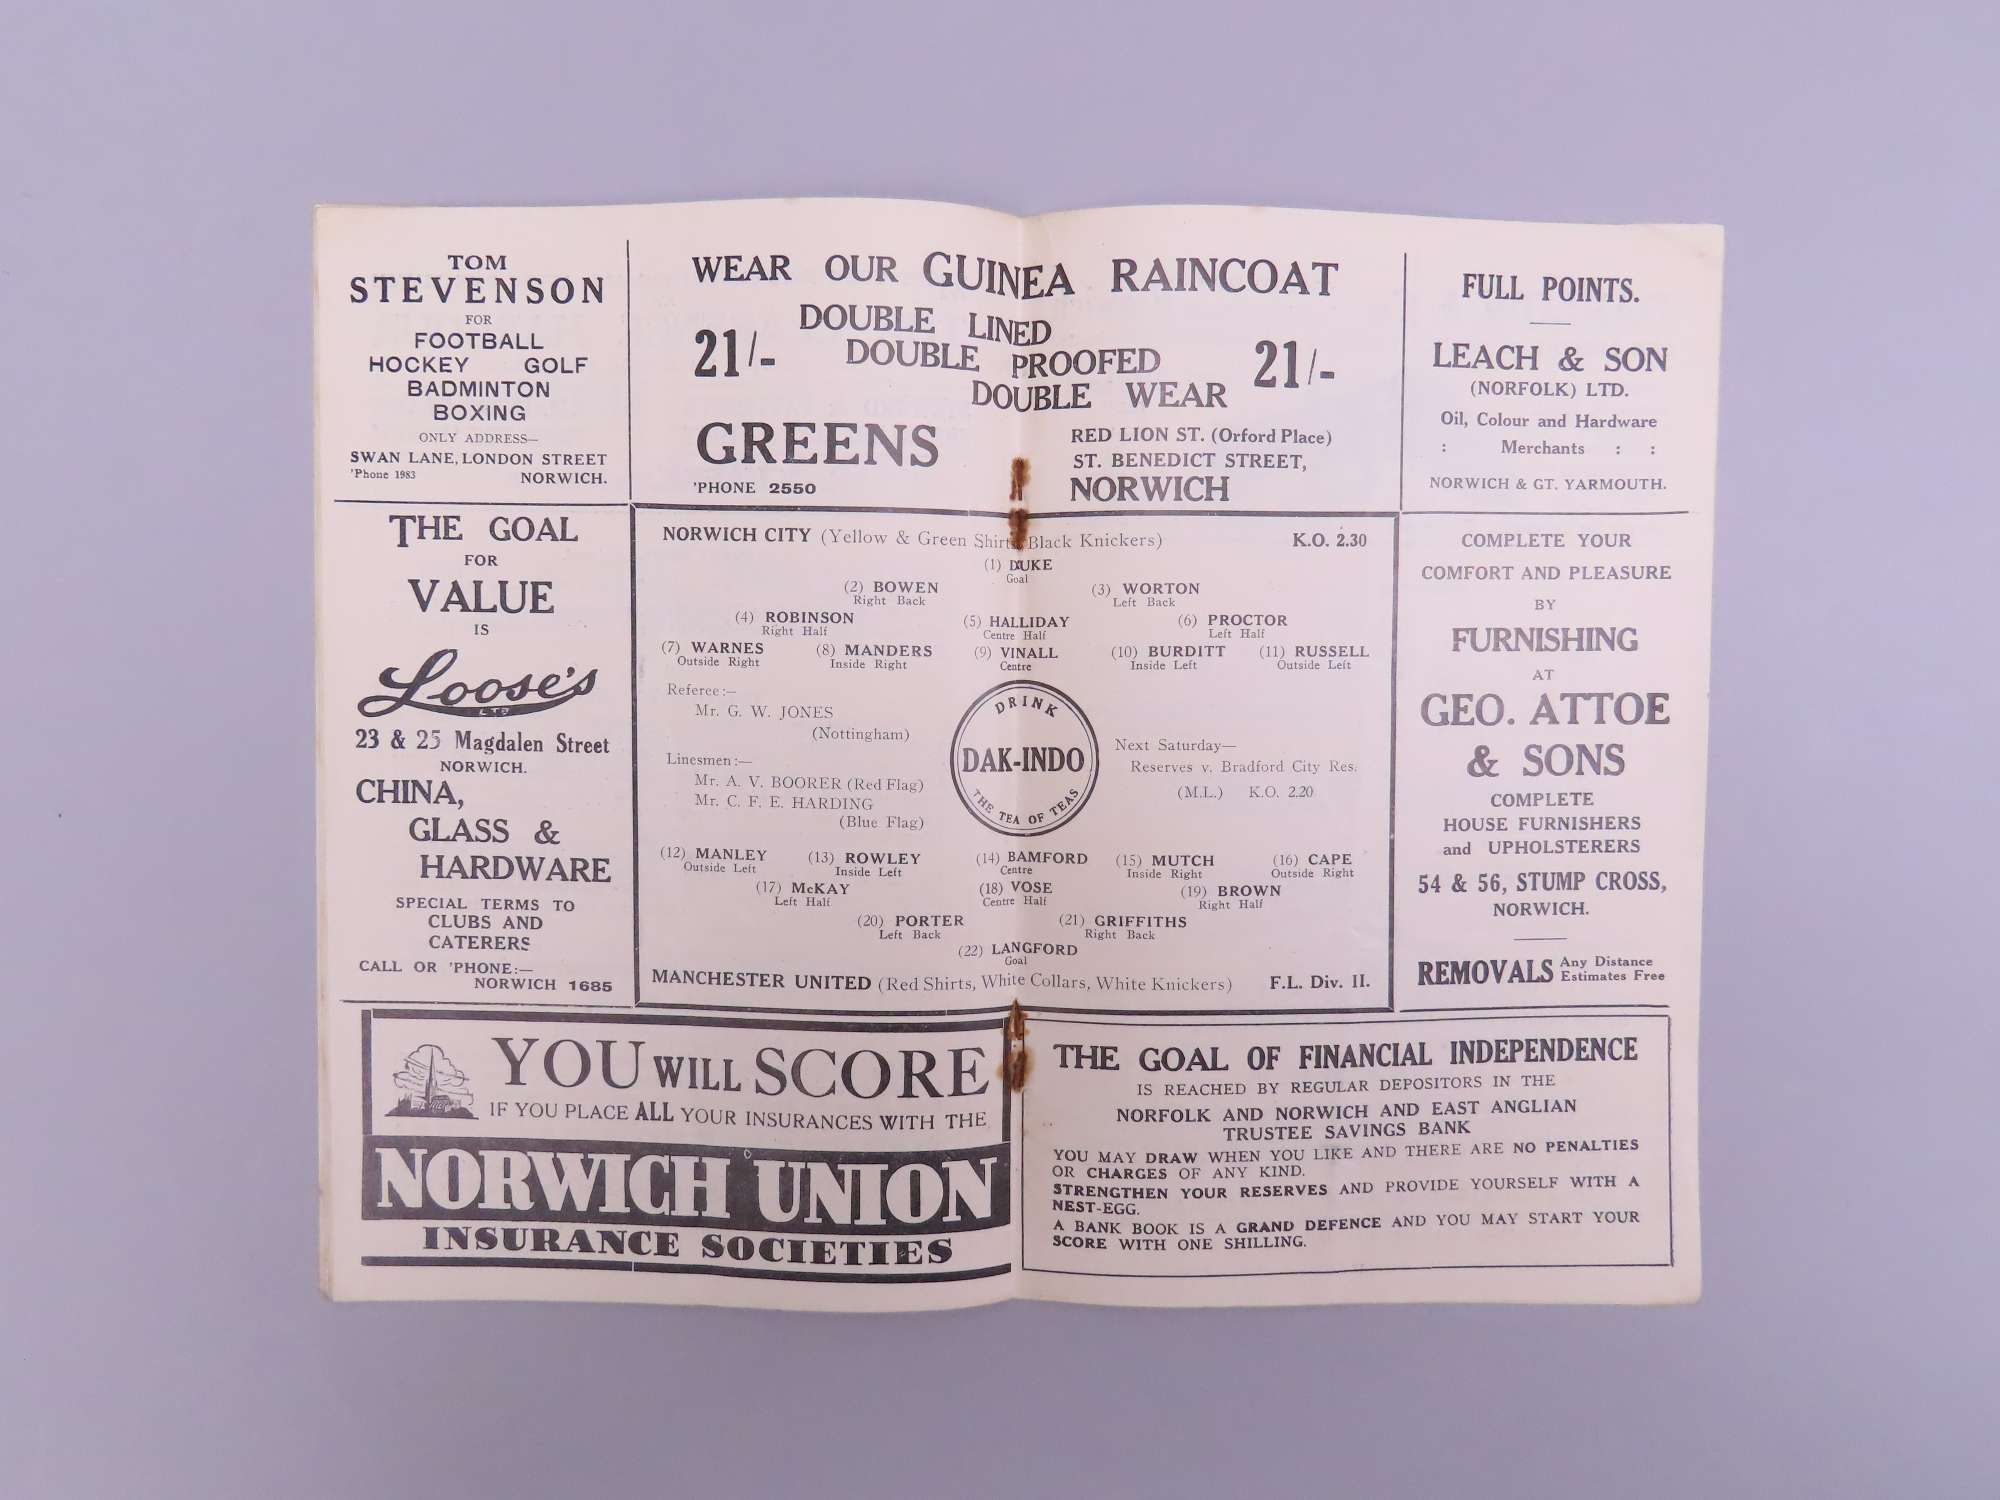 TOM
STEVENSON
FOR
FOOTBALL
HOCKEY GOLF
BADMINTON
BOXING
ONLY ADDRESS—
SWAN LANE, LONDON STREET
'Phone 1983 NORWICH.
WEAR OUR GUINEA RAINCOAT
DOUBLE LINED
21/- DOUBLE PROOFED 21/-
DOUBLE WEAR
GREENS
'PHONE 2550
RED LION ST. (Orford Place)
ST. BENEDICT STREET,
NORWICH
FULL POINTS.
LEACH & SON
(NORFOLK) LTD.
Oil, Colour and Hardware
: Merchants : :
NORWICH & GT. YARMOUTH.
THE GOAL
FOR
VALUE
IS
Loose's
LTD
23 & 25 Magdalen Street
NORWICH.
CHINA,
GLASS &
HARDWARE
SPECIAL TERMS TO
CLUBS AND
CATERERS
CALL OR 'PHONE:—
NORWICH 1685
NORWICH CITY (Yellow & Green Shirts, Black Knickers) K.O. 2.30
(1) DUKE
Goal
(2) BOWEN (3) WORTON
Right Back Left Back
(4) ROBINSON (5) HALLIDAY (6) PROCTOR
Right Half Centre Half Left Half
(7) WARNES (8) MANDERS (9) VINALL (10) BURDITT (11) RUSSELL
Outside Right Inside Right Centre Inside Left Outside Left
Referee:—
Mr. G. W. JONES
(Nottingham)
Linesmen:—
Mr. A. V. BOORER (Red Flag)
Mr. C. F. E. HARDING
(Blue Flag)
DRINK
DAK-INDO
THE TEA OF TEAS
Next Saturday—
Reserves v. Bradford City Res.
(M.L.) K.O. 2.20
(12) MANLEY (13) ROWLEY (14) BAMFORD (15) MUTCH (16) CAPE
Outside Left Inside Left Centre Inside Right Outside Right
(17) McKAY (18) VOSE (19) BROWN
Left Half Centre Half Right Half
(20) PORTER (21) GRIFFITHS
Left Back Right Back
(22) LANGFORD
Goal
MANCHESTER UNITED (Red Shirts, White Collars, White Knickers) F.L. Div. II.
COMPLETE YOUR
COMFORT AND PLEASURE
BY
FURNISHING
AT
GEO. ATTOE
& SONS
COMPLETE
HOUSE FURNISHERS
and UPHOLSTERERS
54 & 56, STUMP CROSS,
NORWICH.
REMOVALS Any Distance
Estimates Free
YOU WILL SCORE
IF YOU PLACE ALL YOUR INSURANCES WITH THE
NORWICH UNION
INSURANCE SOCIETIES
THE GOAL OF FINANCIAL INDEPENDENCE
IS REACHED BY REGULAR DEPOSITORS IN THE
NORFOLK AND NORWICH AND EAST ANGLIAN
TRUSTEE SAVINGS BANK
YOU MAY DRAW WHEN YOU LIKE AND THERE ARE NO PENALTIES
OR CHARGES OF ANY KIND.
STRENGTHEN YOUR RESERVES AND PROVIDE YOURSELF WITH A
NEST-EGG.
A BANK BOOK IS A GRAND DEFENCE AND YOU MAY START YOUR
SCORE WITH ONE SHILLING.